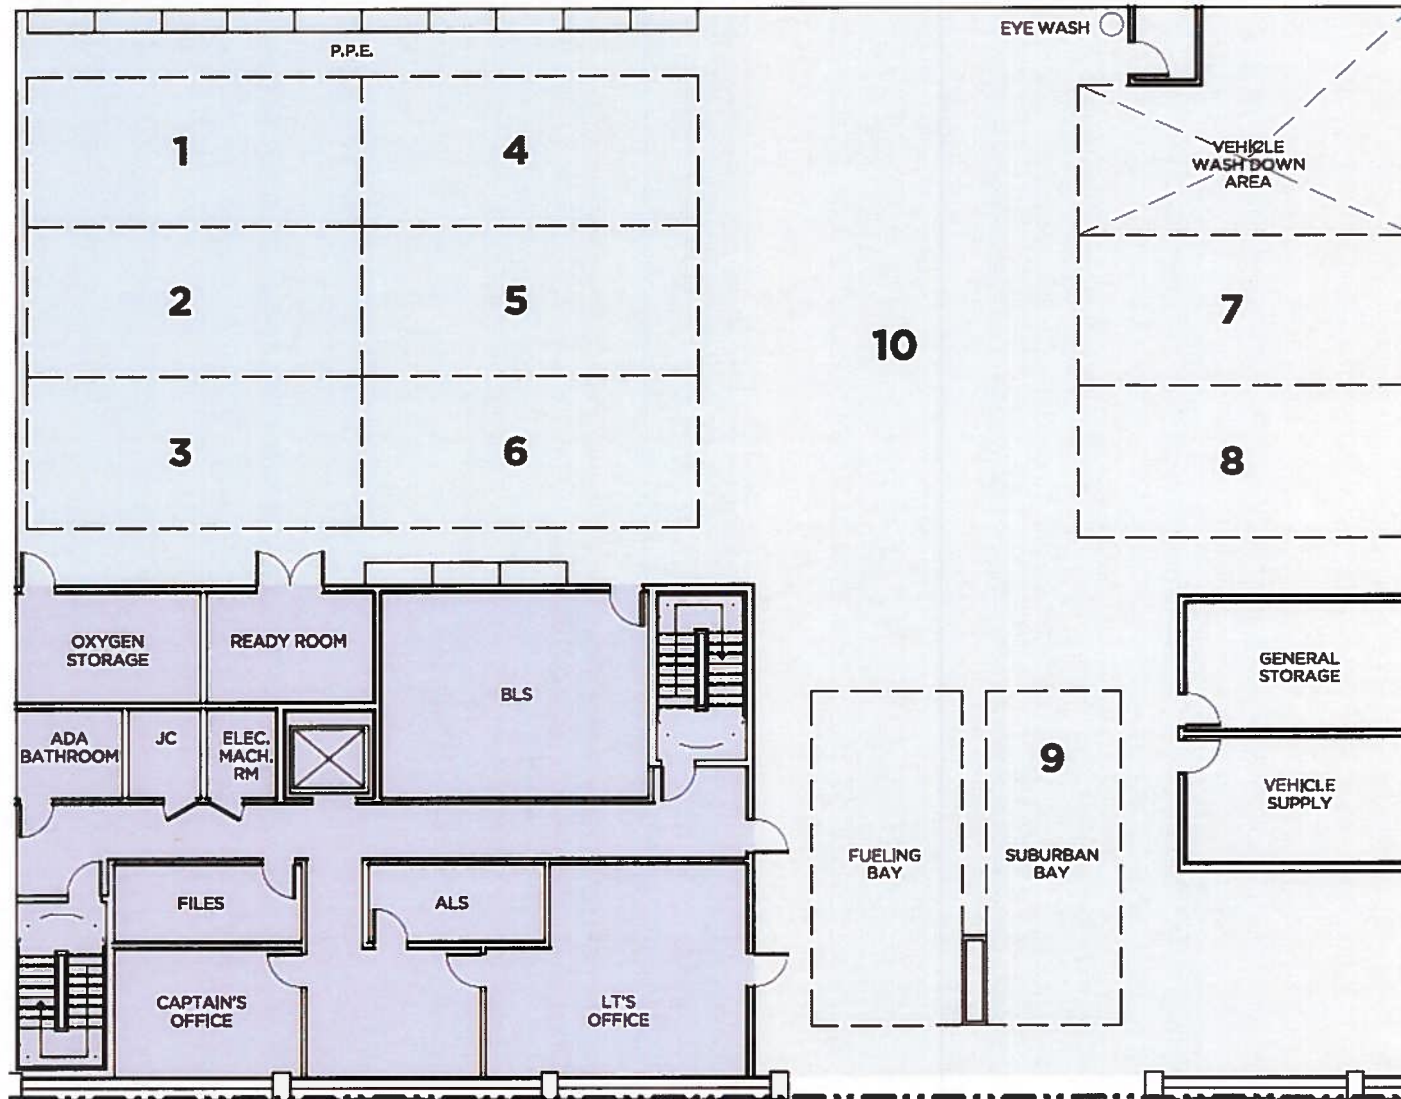 EYE WASH
P.P.E.
1
4
VEHICLE
WASH DOWN
AREA
2
5
7
10
3
6
8
OXYGEN
STORAGE
READY ROOM
BLS
GENERAL
STORAGE
ADA
BATHROOM
JC
ELEC.
MACH.
RM
9
VEHICLE
SUPPLY
FUELING
BAY
SUBURBAN
BAY
FILES
ALS
CAPTAIN'S
OFFICE
LT'S
OFFICE